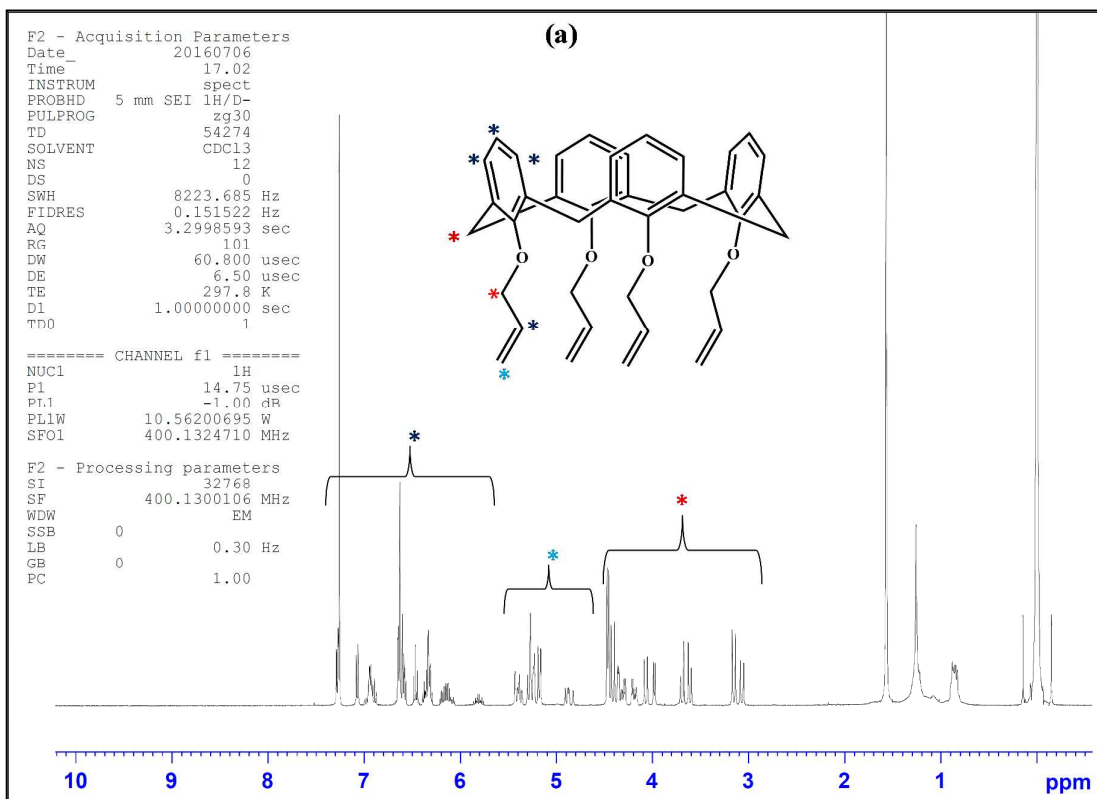 (a)
F2 - Acquisition Parameters
Date_ 20160706
Time 17.02
INSTRUM spect
PROBHD 5 mm SEI 1H/D-
PULPROG zg30
TD 54274
SOLVENT CDCl3
NS 12
DS 0
SWH 8223.685 Hz
FIDRES 0.151522 Hz
AQ 3.2998593 sec
RG 101
DW 60.800 usec
DE 6.50 usec
TE 297.8 K
D1 1.00000000 sec
TD0 1
======== CHANNEL f1 ========
NUC1 1H
P1 14.75 usec
PL1 -1.00 dB
PL1W 10.56200695 W
SFO1 400.1324710 MHz
F2 - Processing parameters
SI 32768
SF 400.1300106 MHz
WDW EM
SSB 0
LB 0.30 Hz
GB 0
PC 1.00
* * *
* O O O O
* *
*
* * *
10 9 8 7 6 5 4 3 2 1 ppm